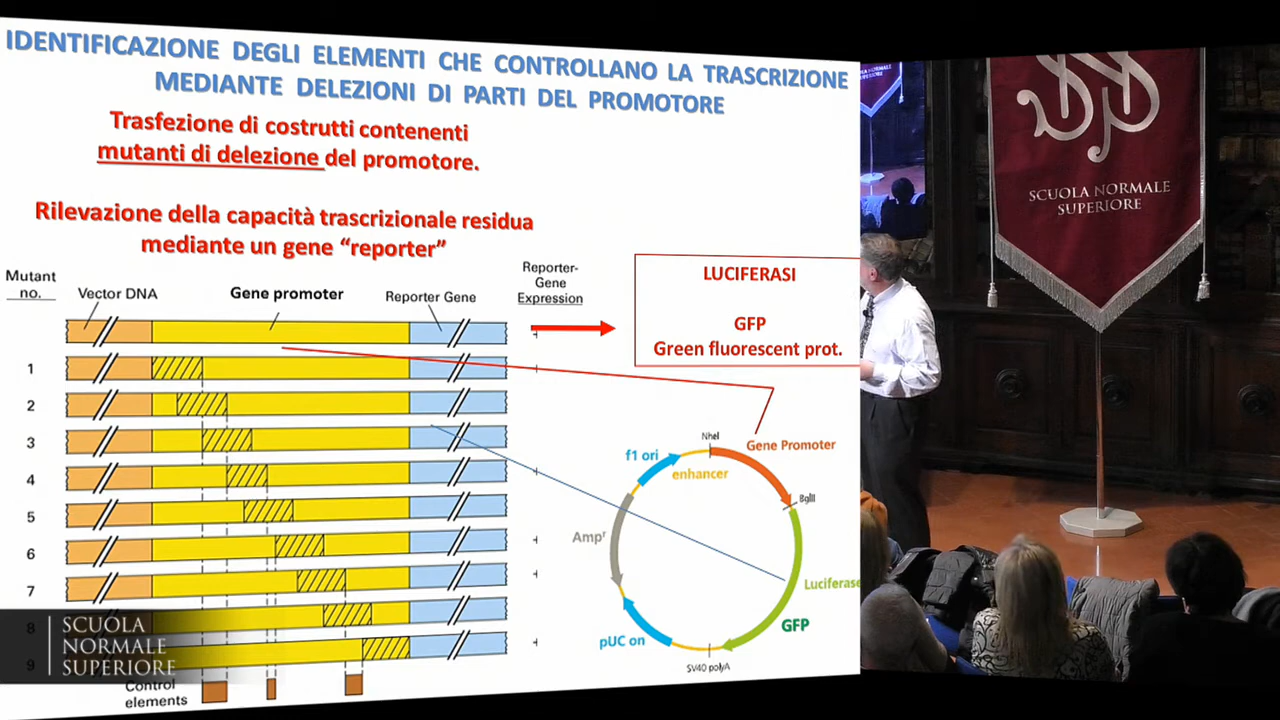 IDENTIFICAZIONE DEGLI ELEMENTI CHE CONTROLLANO LA TRASCRIZIONE
MEDIANTE DELEZIONI DI PARTI DEL PROMOTORE
Trasfezione di costrutti contenenti
mutanti di delezione del promotore.
Rilevazione della capacità trascrizionale residua
mediante un gene “reporter”
Mutant
no.
Vector DNA
Gene promoter
Reporter Gene
Reporter-
Gene
Expression
1
2
3
4
5
6
7
8
9
Control
elements
LUCIFERASI
GFP
Green fluorescent prot.
NheI
Gene Promoter
f1 ori
enhancer
BglII
Ampʳ
Luciferase
GFP
pUC on
SV40 polyA
SCUOLA
NORMALE
SUPERIORE
SCUOLA NORMALE
SUPERIORE